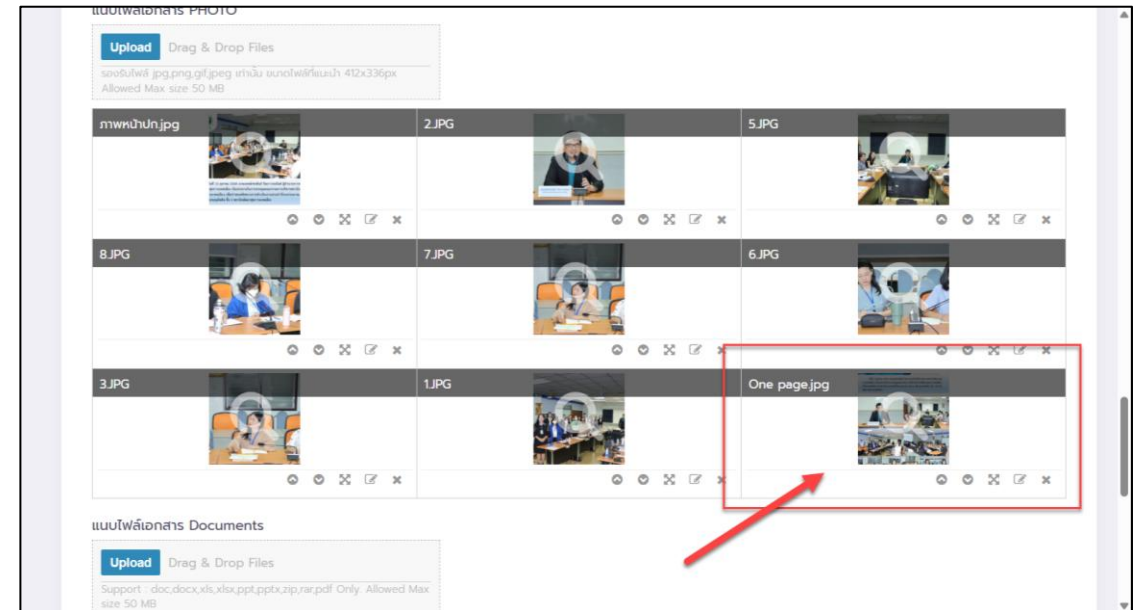 แนบไฟล์เอกสาร PHOTO
Upload Drag & Drop Files
รองรับไฟล์ jpg,png,gif,jpeg เท่านั้น ขนาดไฟล์ที่แนะนำ 412x336px
Allowed Max size 50 MB
ภาพหน้าปก.jpg 2.JPG 5.JPG
8.JPG 7.JPG 6.JPG
3.JPG 1.JPG One page.jpg
แนบไฟล์เอกสาร Documents
Upload Drag & Drop Files
Support : doc,docx,xls,xlsx,ppt,pptx,zip,rar,pdf Only. Allowed Max
size 50 MB